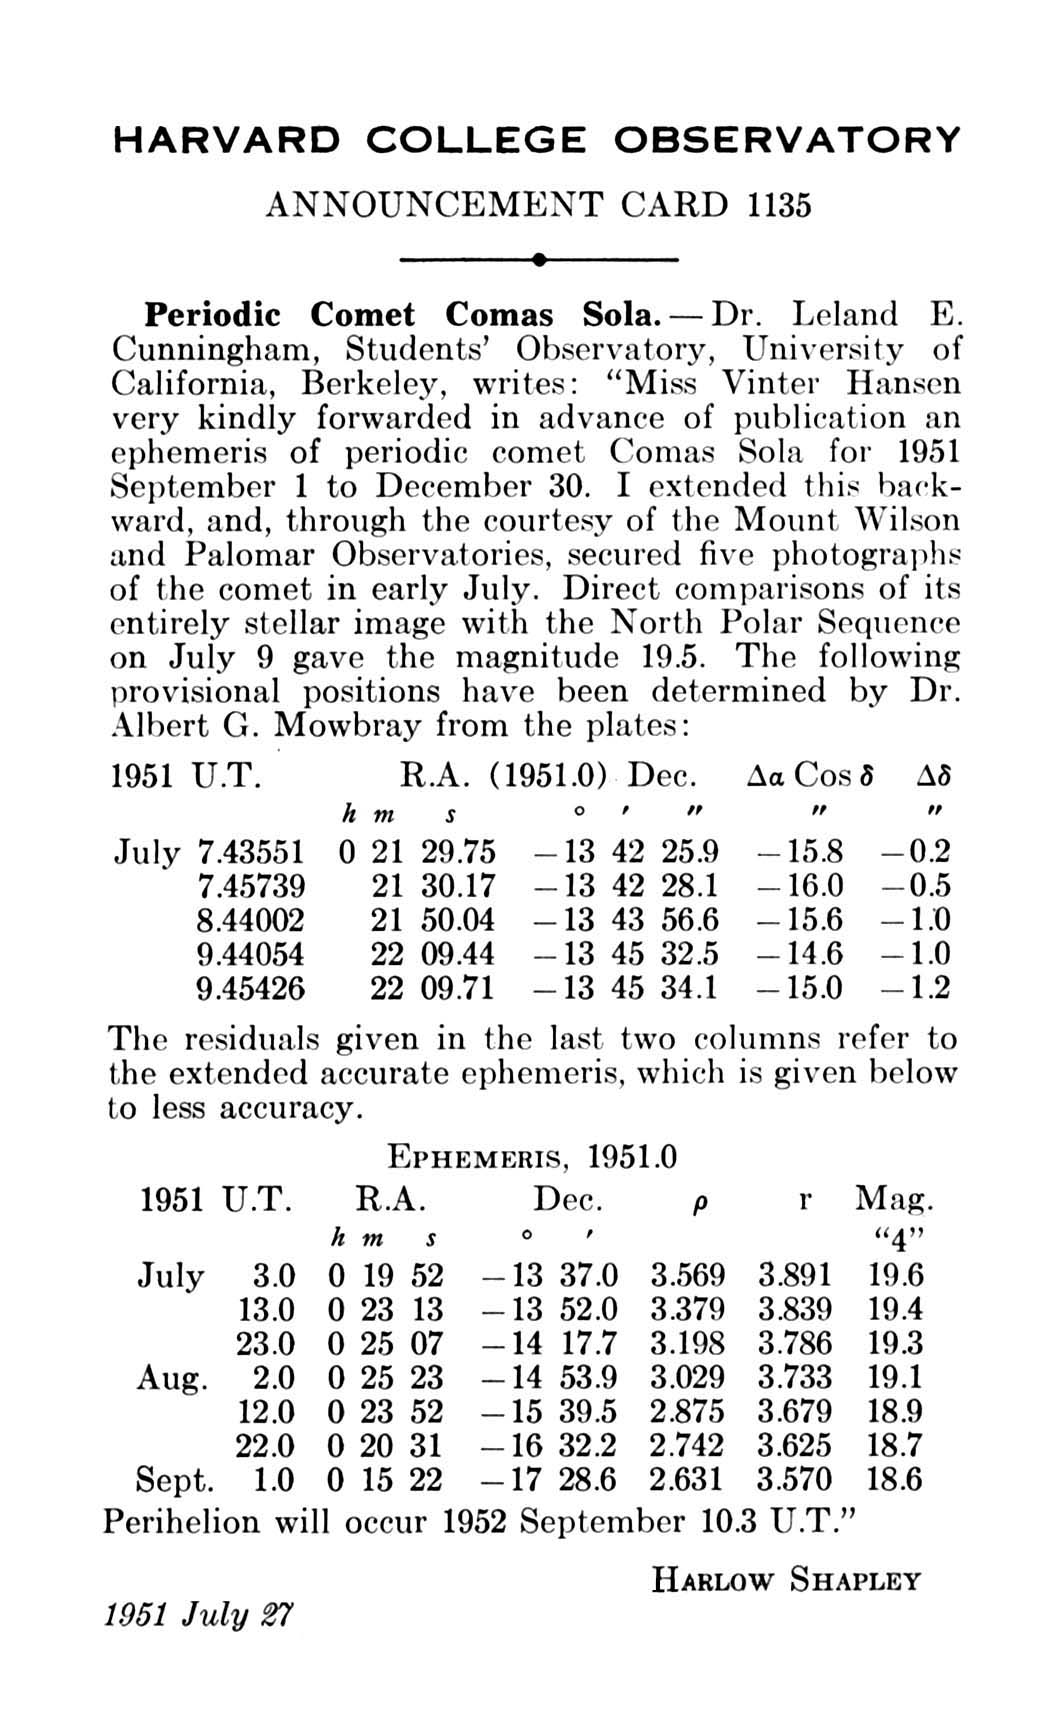 HARVARD COLLEGE OBSERVATORY
ANNOUNCEMENT CARD 1135
Periodic Comet Comas Sola. — Dr. Leland E.
Cunningham, Students' Observatory, University of
California, Berkeley, writes: “Miss Vinter Hansen
very kindly forwarded in advance of publication an
ephemeris of periodic comet Comas Sola for 1951
September 1 to December 30. I extended this back-
ward, and, through the courtesy of the Mount Wilson
and Palomar Observatories, secured five photographs
of the comet in early July. Direct comparisons of its
entirely stellar image with the North Polar Sequence
on July 9 gave the magnitude 19.5. The following
provisional positions have been determined by Dr.
Albert G. Mowbray from the plates:
1951 U.T. R.A. (1951.0) Dec. Δα Cos δ Δδ
h m s ° ′ ″ ″ ″
July 7.43551 0 21 29.75 —13 42 25.9 —15.8 —0.2
7.45739 21 30.17 —13 42 28.1 —16.0 —0.5
8.44002 21 50.04 —13 43 56.6 —15.6 —1.0
9.44054 22 09.44 —13 45 32.5 —14.6 —1.0
9.45426 22 09.71 —13 45 34.1 —15.0 —1.2
The residuals given in the last two columns refer to
the extended accurate ephemeris, which is given below
to less accuracy.
EPHEMERIS, 1951.0
1951 U.T. R.A. Dec. ρ r Mag.
h m s ° ′ “4”
July 3.0 0 19 52 —13 37.0 3.569 3.891 19.6
13.0 0 23 13 —13 52.0 3.379 3.839 19.4
23.0 0 25 07 —14 17.7 3.198 3.786 19.3
Aug. 2.0 0 25 23 —14 53.9 3.029 3.733 19.1
12.0 0 23 52 —15 39.5 2.875 3.679 18.9
22.0 0 20 31 —16 32.2 2.742 3.625 18.7
Sept. 1.0 0 15 22 —17 28.6 2.631 3.570 18.6
Perihelion will occur 1952 September 10.3 U.T.”
HARLOW SHAPLEY
1951 July 27